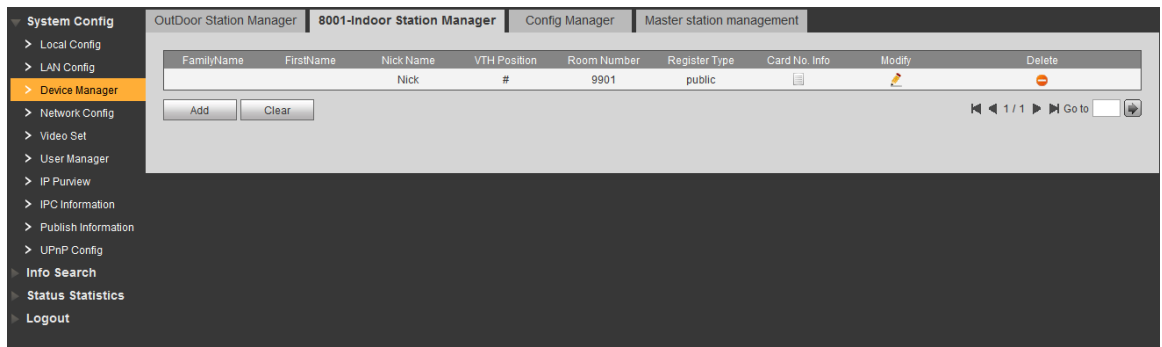 System Config
Local Config
LAN Config
Device Manager
Network Config
Video Set
User Manager
IP Purview
IPC Information
Publish Information
UPnP Config
Info Search
Status Statistics
Logout
OutDoor Station Manager 8001-Indoor Station Manager Config Manager Master station management
FamilyName FirstName Nick Name VTH Position Room Number Register Type Card No. Info Modify Delete
Nick # 9901 public
Add Clear 1 / 1 Go to